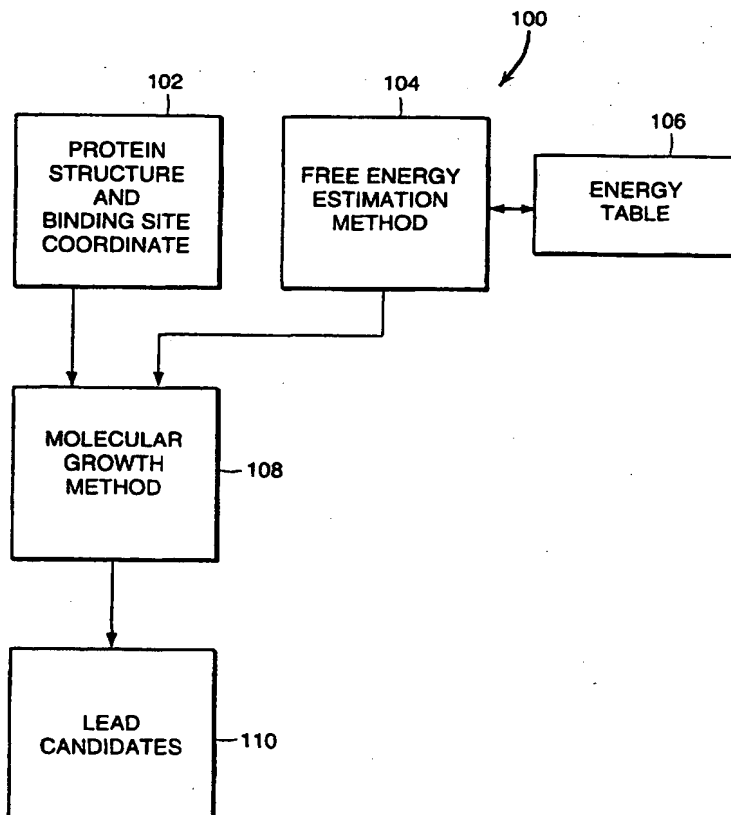 100
102
PROTEIN
STRUCTURE
AND
BINDING SITE
COORDINATE
104
FREE ENERGY
ESTIMATION
METHOD
106
ENERGY
TABLE
MOLECULAR
GROWTH
METHOD
108
LEAD
CANDIDATES
110